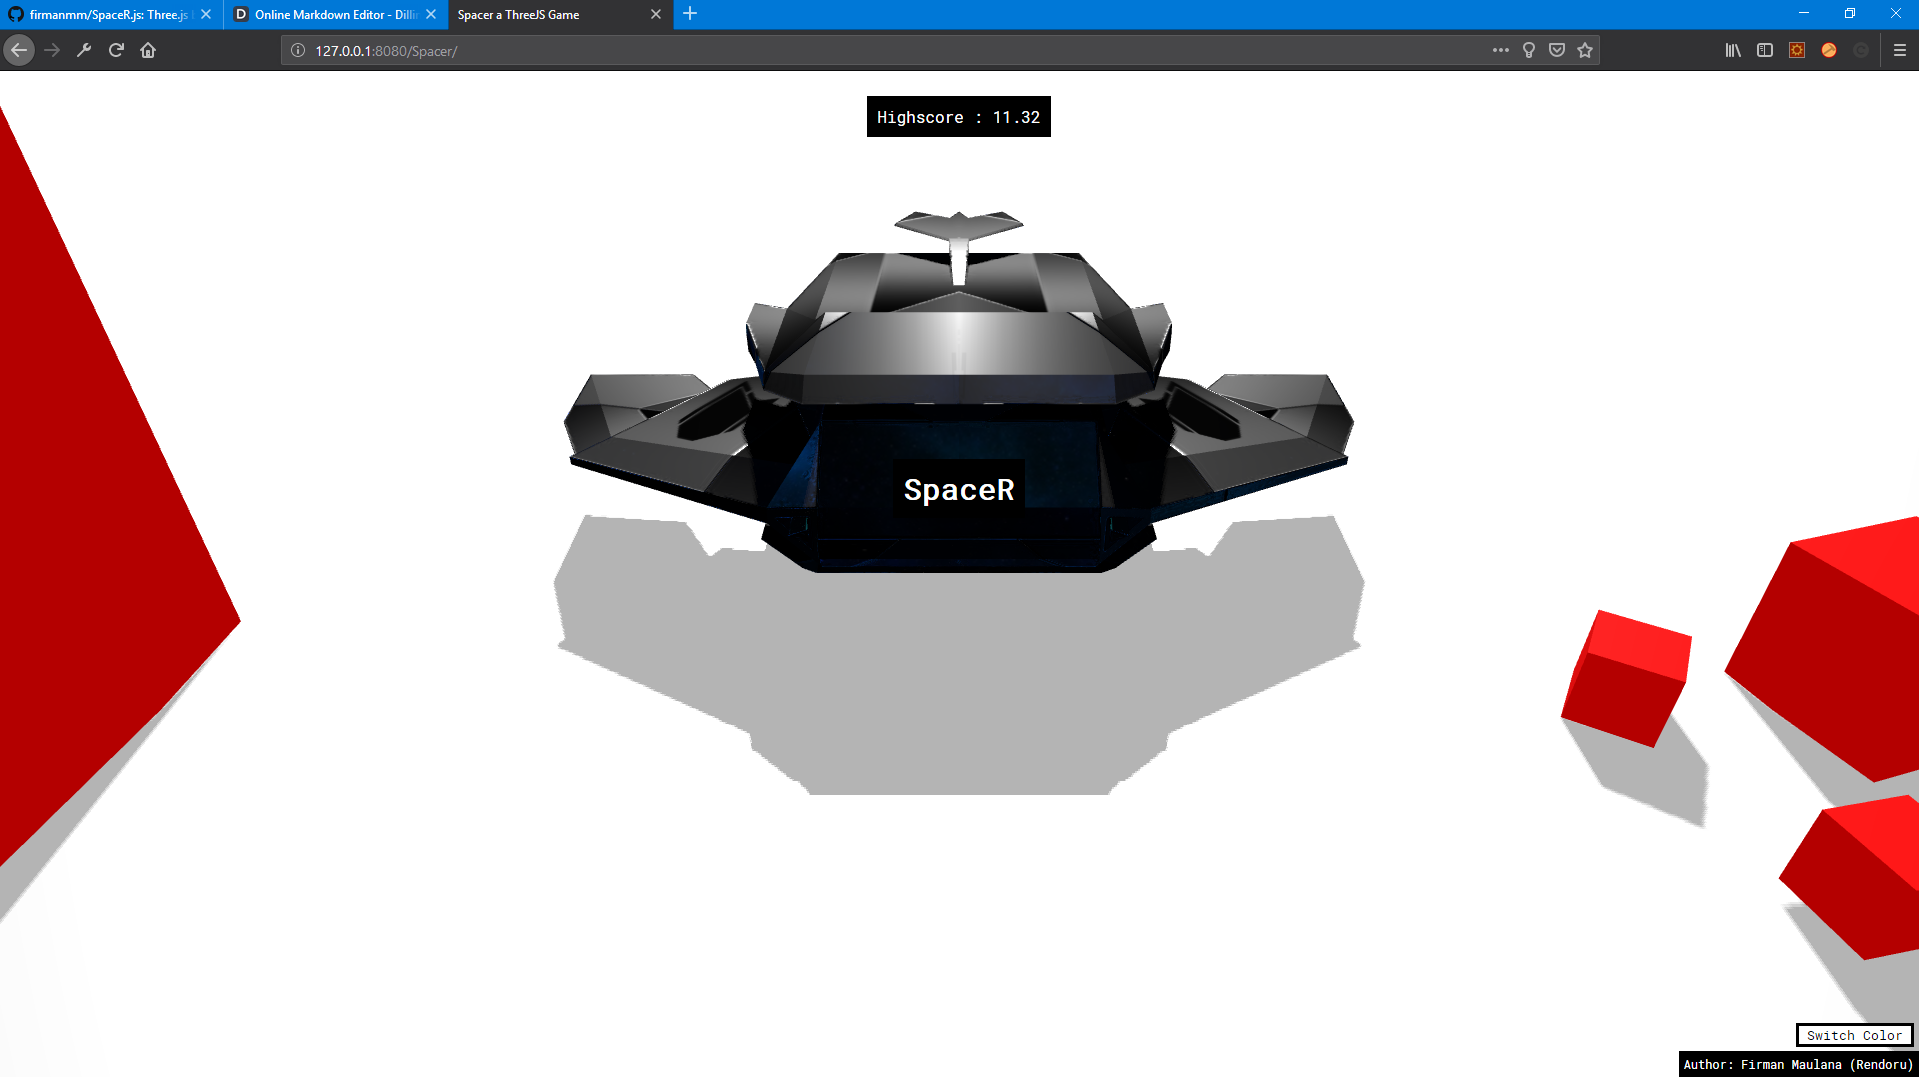 firmanmm/SpaceR.js: Three.js
Online Markdown Editor - Dilli
Spacer a ThreeJS Game
127.0.0.1:8080/Spacer/
Highscore : 11.32
SpaceR
Switch Color
Author: Firman Maulana (Rendoru)